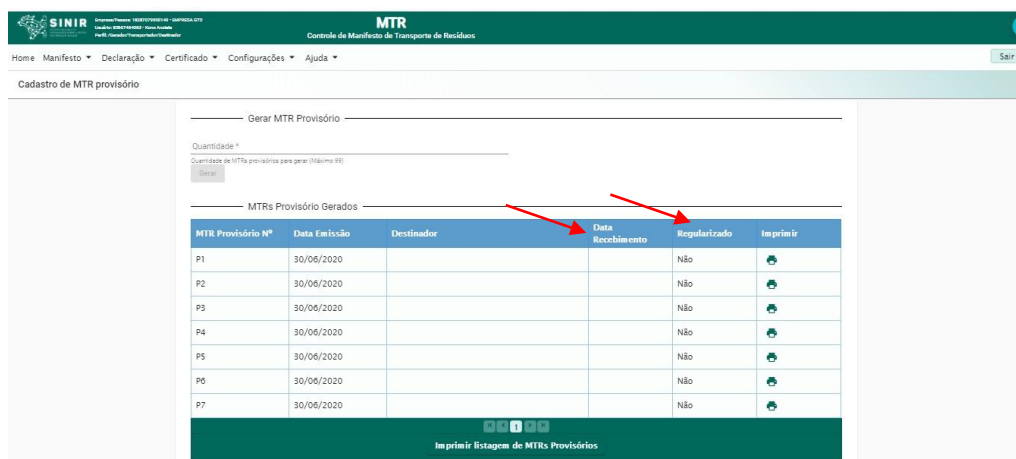 SINIR
MTR
Controle de Manifesto de Transporte de Resíduos
Home Manifesto Declaração Certificado Configurações Ajuda Sair
Cadastro de MTR provisório
Gerar MTR Provisório
Quantidade *
Quantidade de MTRs provisórios para gerar (Máximo 99)
Gerar
MTRs Provisório Gerados
MTR Provisório Nº Data Emissão Destinador Data Recebimento Regularizado Imprimir
P1 30/06/2020 Não
P2 30/06/2020 Não
P3 30/06/2020 Não
P4 30/06/2020 Não
P5 30/06/2020 Não
P6 30/06/2020 Não
P7 30/06/2020 Não
1
Imprimir listagem de MTRs Provisórios